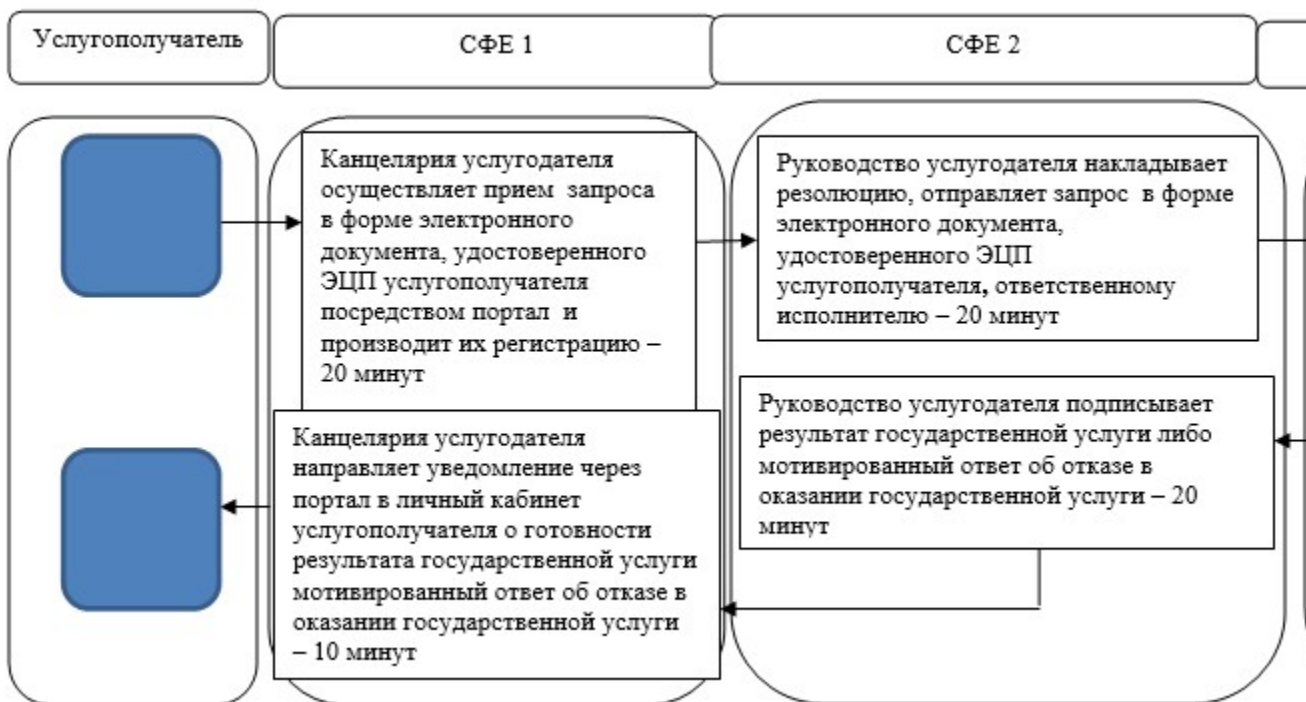 Услугополучатель
СФЕ 1
СФЕ 2
Канцелярия услугодателя
осуществляет прием запроса
в форме электронного
документа, удостоверенного
ЭЦП услугополучателя
посредством портал и
производит их регистрацию –
20 минут
Руководство услугодателя накладывает
резолюцию, отправляет запрос в форме
электронного документа,
удостоверенного ЭЦП
услугополучателя, ответственному
исполнителю – 20 минут
Канцелярия услугодателя
направляет уведомление через
портал в личный кабинет
услугополучателя о готовности
результата государственной услуги
мотивированный ответ об отказе в
оказании государственной услуги
– 10 минут
Руководство услугодателя подписывает
результат государственной услуги либо
мотивированный ответ об отказе в
оказании государственной услуги – 20
минут